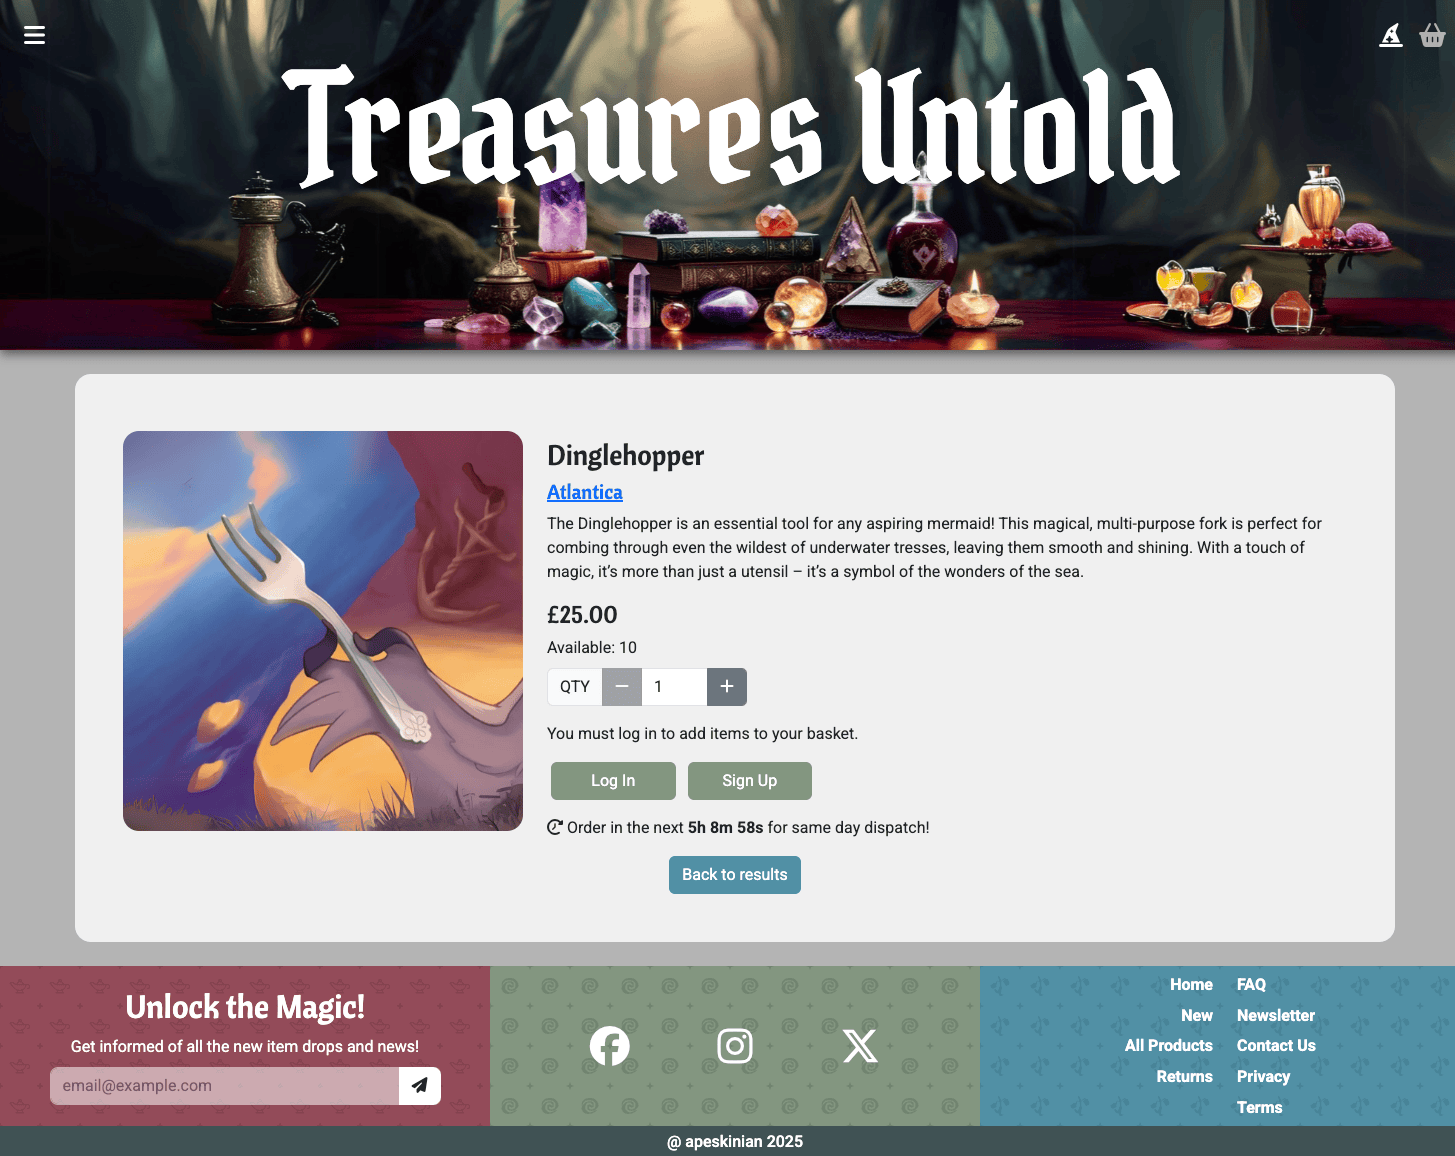 Treasures Untold
Dinglehopper
Atlantica
The Dinglehopper is an essential tool for any aspiring mermaid! This magical, multi-purpose fork is perfect for
combing through even the wildest of underwater tresses, leaving them smooth and shining. With a touch of
magic, it’s more than just a utensil – it’s a symbol of the wonders of the sea.
£25.00
Available: 10
QTY 1
You must log in to add items to your basket.
Log In Sign Up
Order in the next 5h 8m 58s for same day dispatch!
Back to results
Unlock the Magic!
Get informed of all the new item drops and news!
email@example.com
Home
New
All Products
Returns
FAQ
Newsletter
Contact Us
Privacy
Terms
@ apeskinian 2025